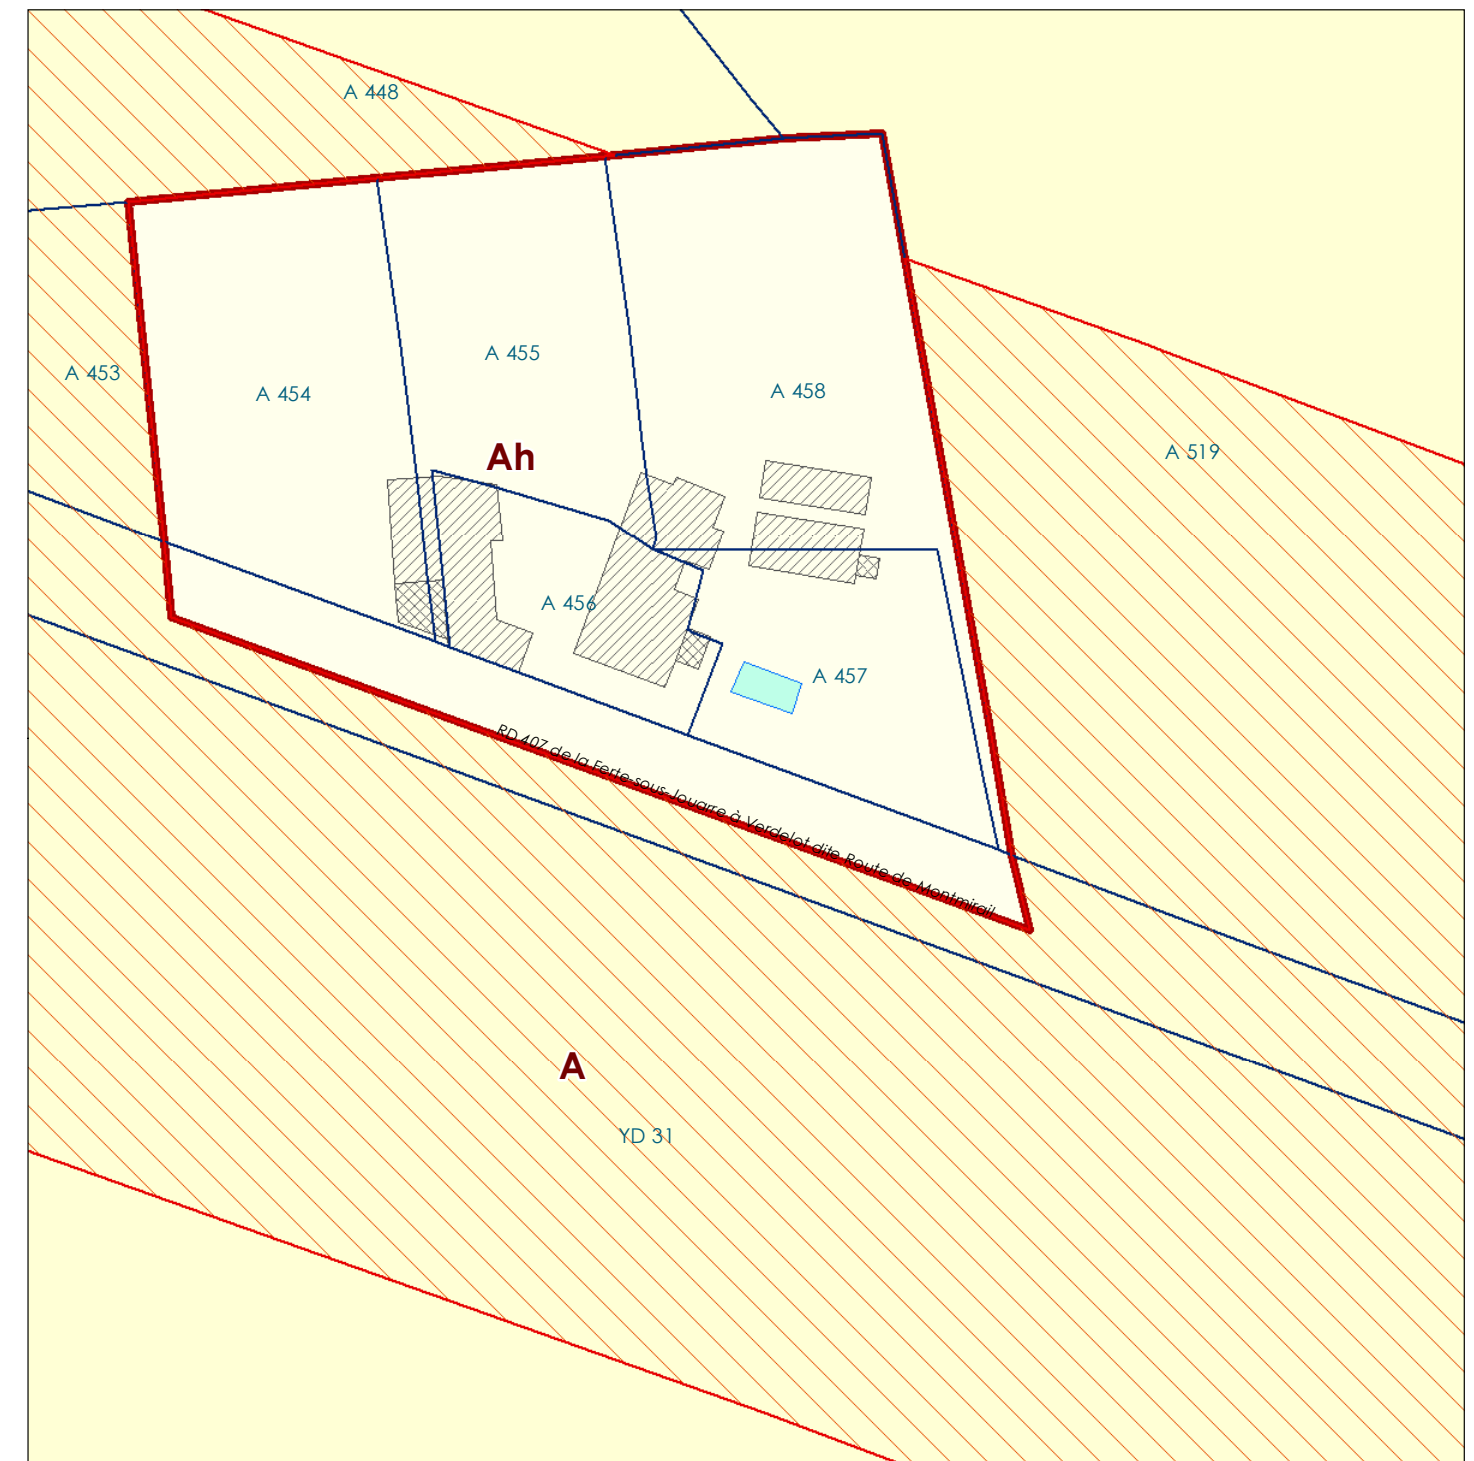 A 448
A 453
A 454
A 455
A 458
A 519
Ah
A 456
A 457
RD 407 de la Ferte-sous-Jouarre à Verdelot dite Route de Montmirail
A
YD 31